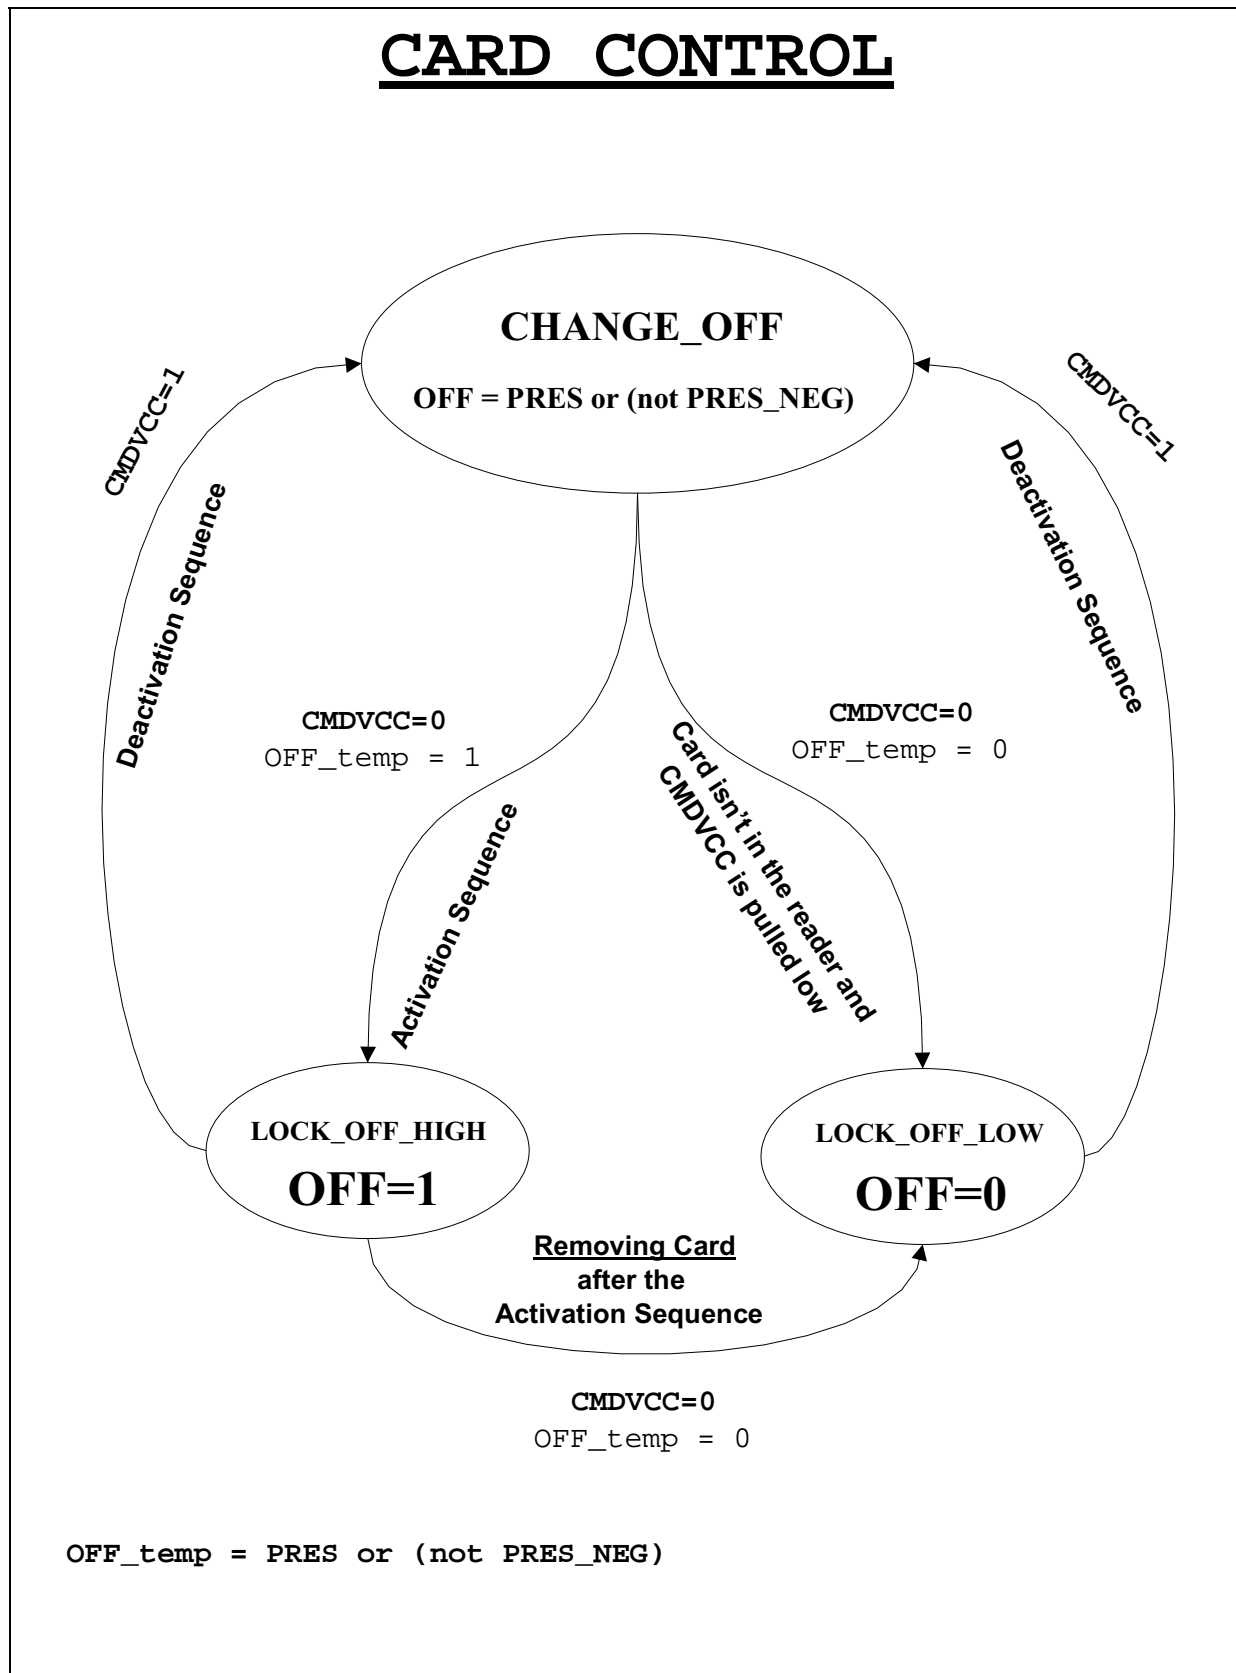 CARD CONTROL
CHANGE_OFF
OFF = PRES or (not PRES_NEG)
CMDVCC=1
Deactivation Sequence
CMDVCC=1
Deactivation Sequence
CMDVCC=0
OFF_temp = 1
Activation Sequence
CMDVCC=0
OFF_temp = 0
Card isn't in the reader and
CMDVCC is pulled low
LOCK_OFF_HIGH
OFF=1
LOCK_OFF_LOW
OFF=0
Removing Card
after the
Activation Sequence
CMDVCC=0
OFF_temp = 0
OFF_temp = PRES or (not PRES_NEG)